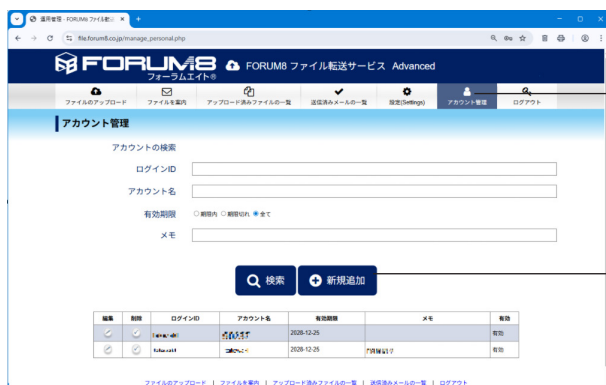 運用管理 - FORUM8 ファイル転送
file.forum8.co.jp/manage_personal.php
FORUM8
フォーラムエイト®
FORUM8 ファイル転送サービス Advanced
ファイルのアップロード ファイルを案内 アップロード済みファイルの一覧 送信済みメールの一覧 設定(Settings) アカウント管理 ログアウト
アカウント管理
アカウントの検索
ログインID
アカウント名
有効期限 期限内 期限切れ 全て
メモ
検索 新規追加
編集 削除 ログインID アカウント名 有効期限 メモ 有効
2028-12-25 有効
2028-12-25 有効
ファイルのアップロード | ファイルを案内 | アップロード済みファイルの一覧 | 送信済みメールの一覧 | ログアウト